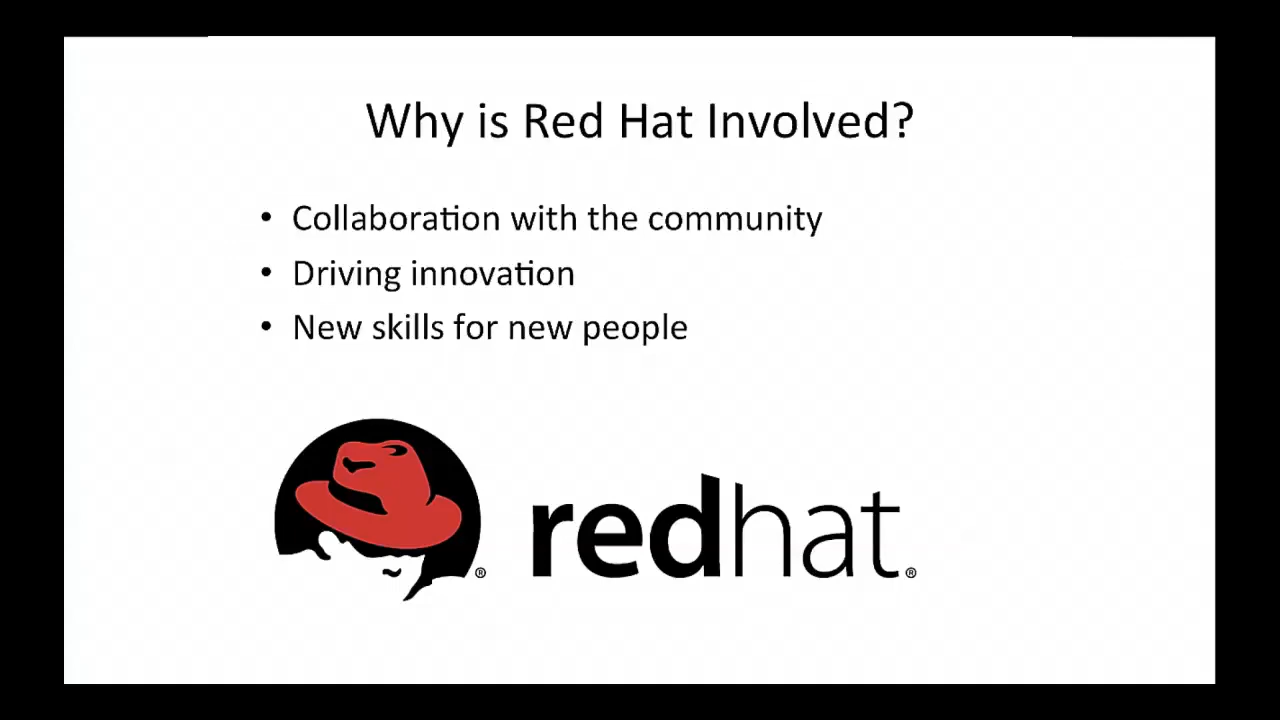 Why is Red Hat Involved?
• Collaboration with the community
• Driving innovation
• New skills for new people
®
redhat®